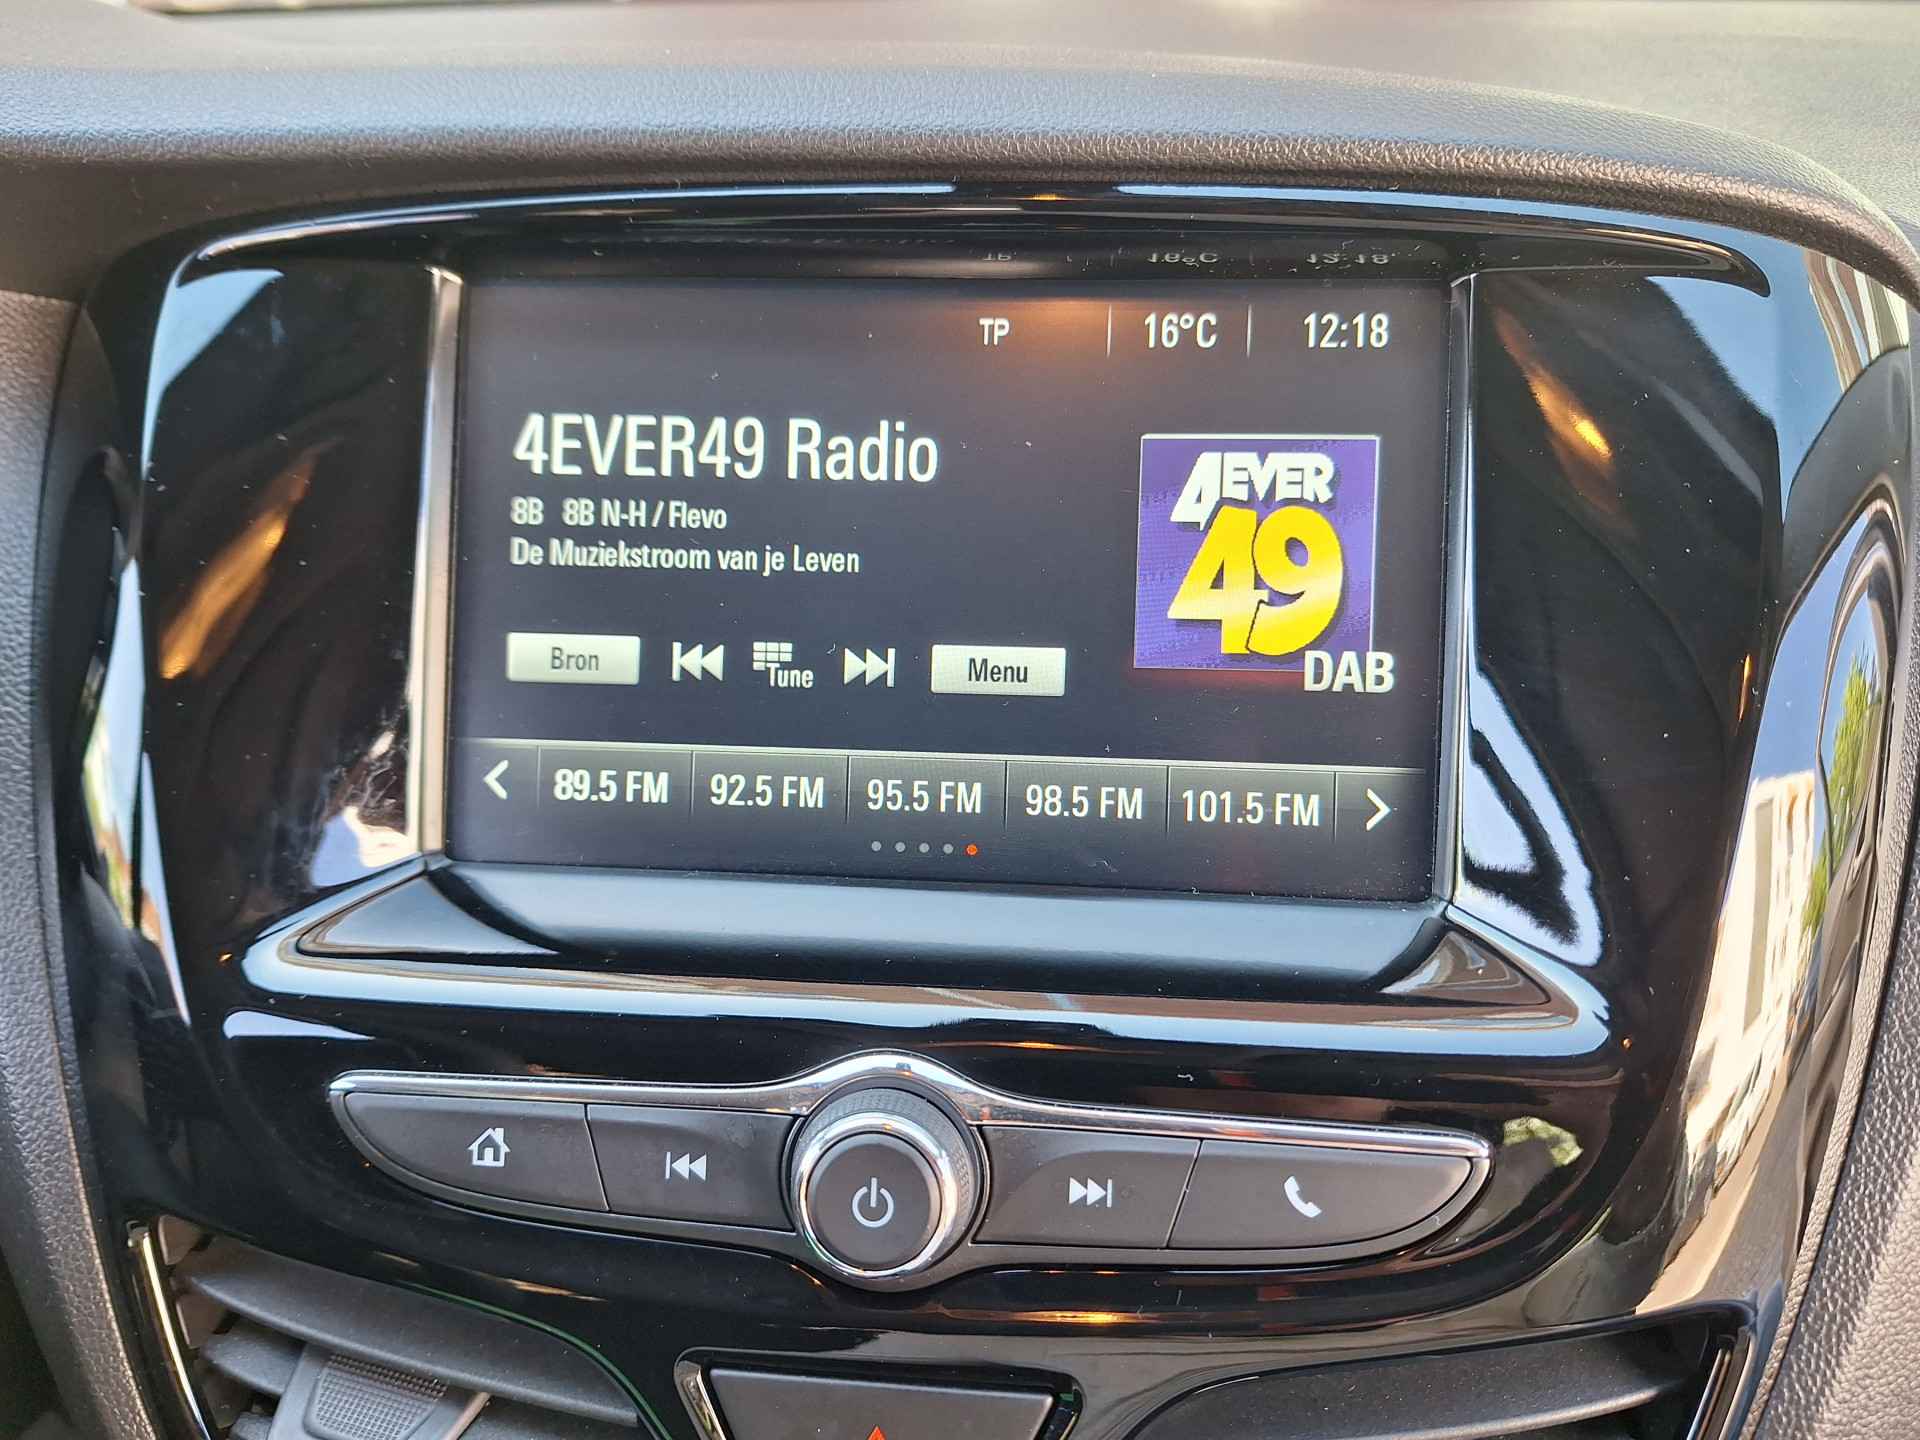 TP 16°C 12:18
4EVER49 Radio
8B 8B N-H / Flevo
De Muziekstroom van je Leven
4EVER
49
DAB
Bron Tune Menu
89.5 FM 92.5 FM 95.5 FM 98.5 FM 101.5 FM